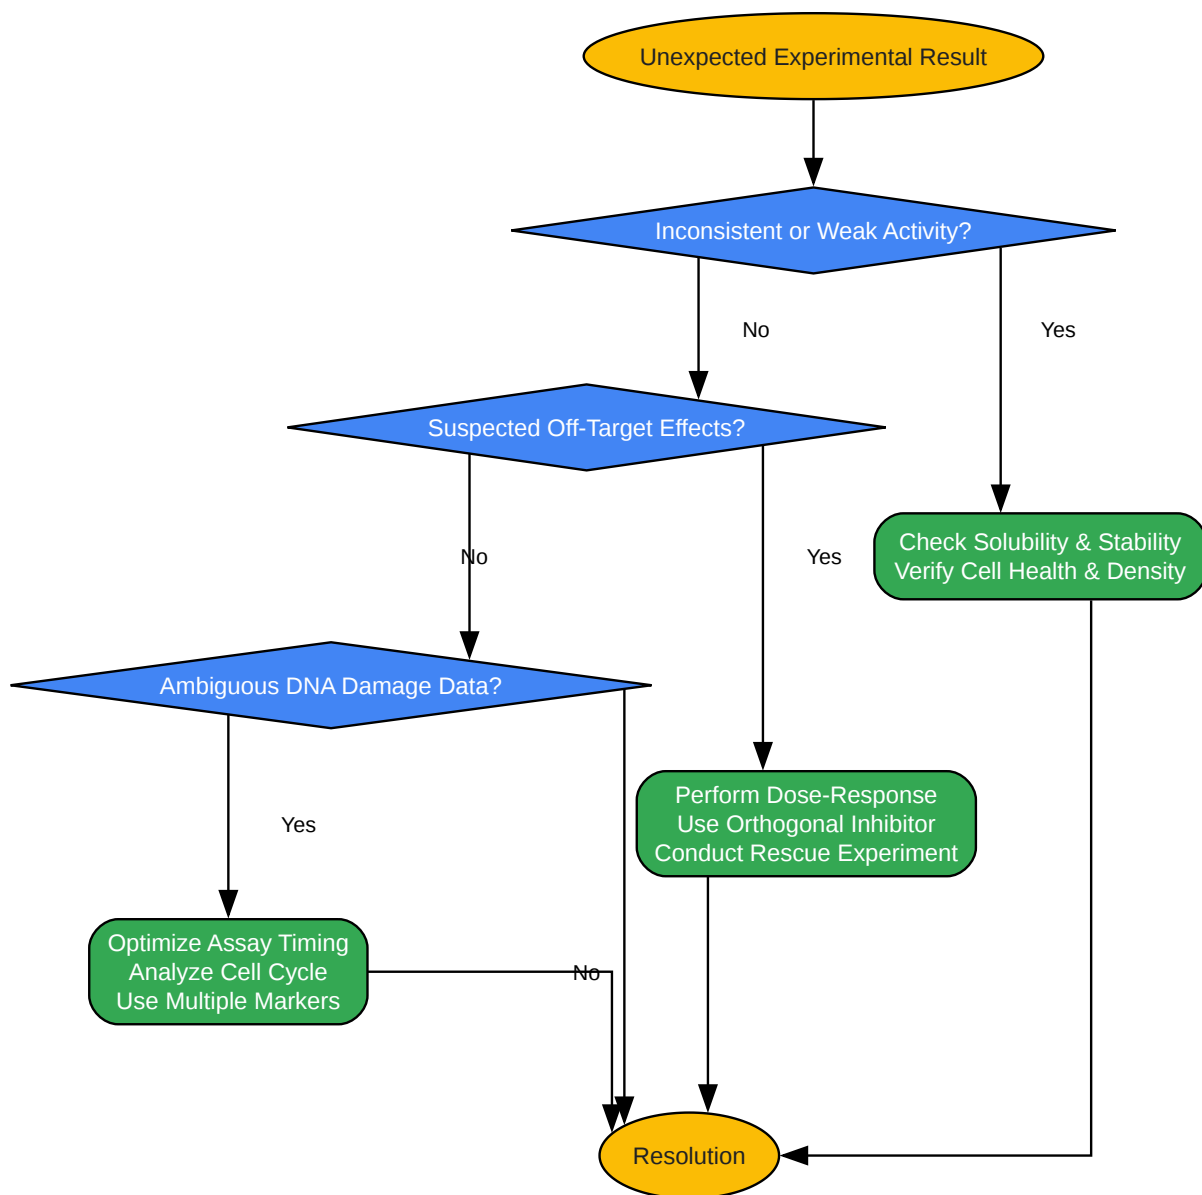 Unexpected Experimental Result
Inconsistent or Weak Activity?
No
Yes
Suspected Off-Target Effects?
Check Solubility & Stability
Verify Cell Health & Density
No
Yes
Ambiguous DNA Damage Data?
Perform Dose-Response
Use Orthogonal Inhibitor
Conduct Rescue Experiment
Yes
Optimize Assay Timing
Analyze Cell Cycle
Use Multiple Markers
No
Resolution